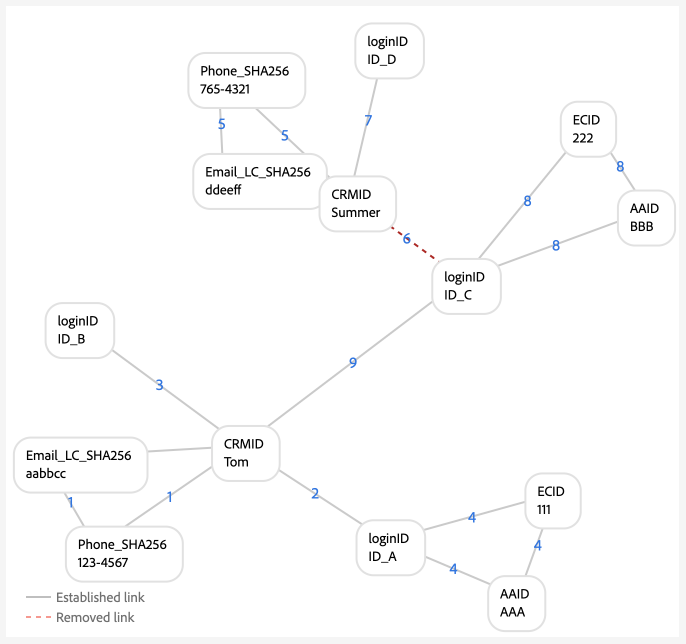 loginID
ID_D
Phone_SHA256
765-4321
5
5
7
ECID
222
Email_LC_SHA256
ddeeff
CRMID
Summer
8
8
AAID
BBB
6
8
loginID
ID_C
loginID
ID_B
9
3
CRMID
Tom
Email_LC_SHA256
aabbcc
1
1
2
ECID
111
Phone_SHA256
123-4567
loginID
ID_A
4
4
4
AAID
AAA
Established link
Removed link